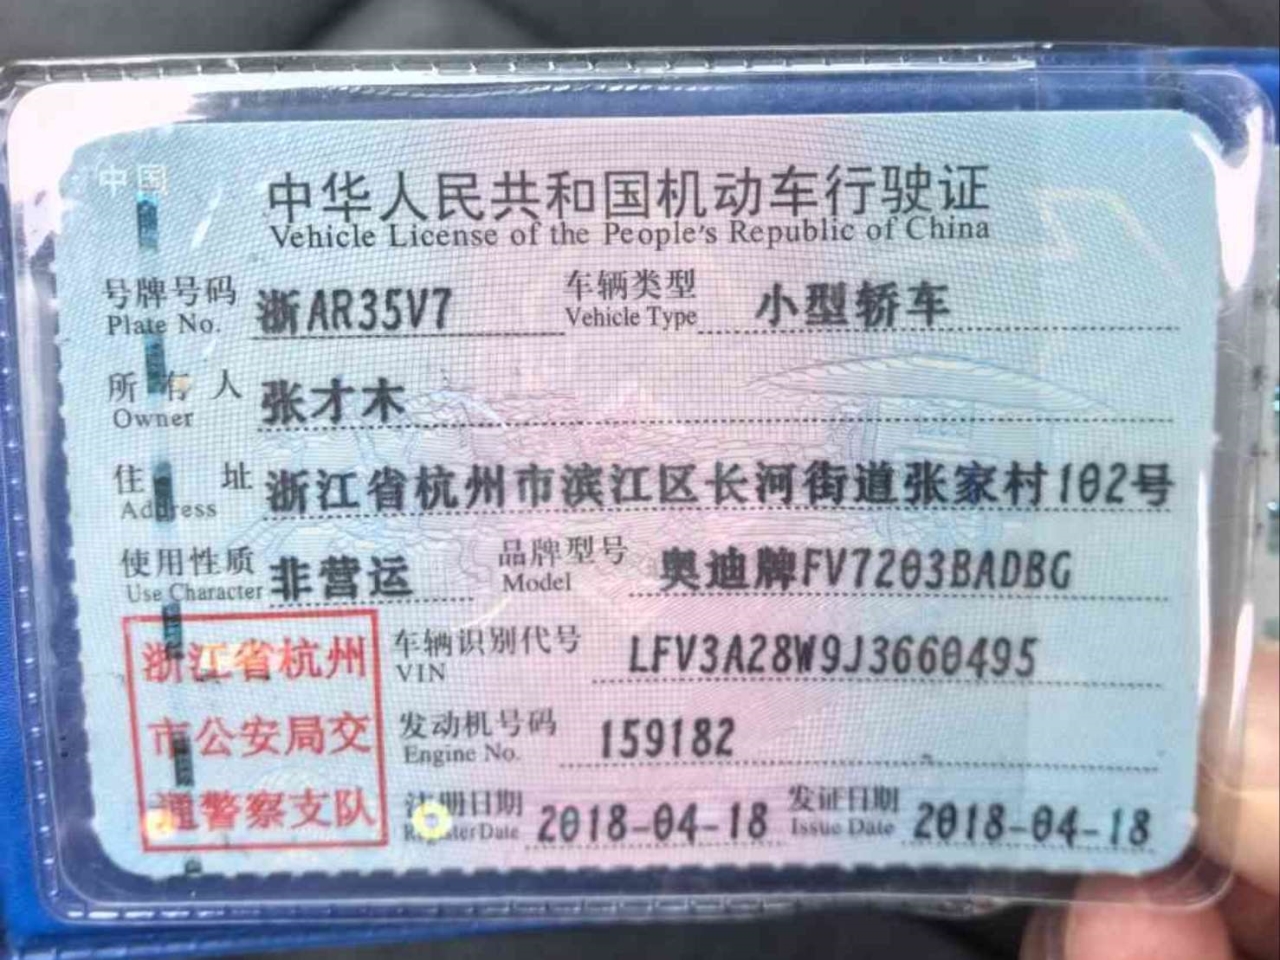 中国
中华人民共和国机动车行驶证
Vehicle License of the People's Republic of China
号牌号码 浙AR35V7 车辆类型 小型轿车
Plate No. Vehicle Type
所有人 张才木
Owner
住址 浙江省杭州市滨江区长河街道张家村102号
Address
使用性质 非营运 品牌型号 奥迪牌FV7203BADBG
Use Character Model
浙江省杭州
市公安局交
通警察支队
车辆识别代号 LFV3A28W9J3660495
VIN
发动机号码 159182
Engine No.
注册日期 2018-04-18 发证日期 2018-04-18
Register Date Issue Date